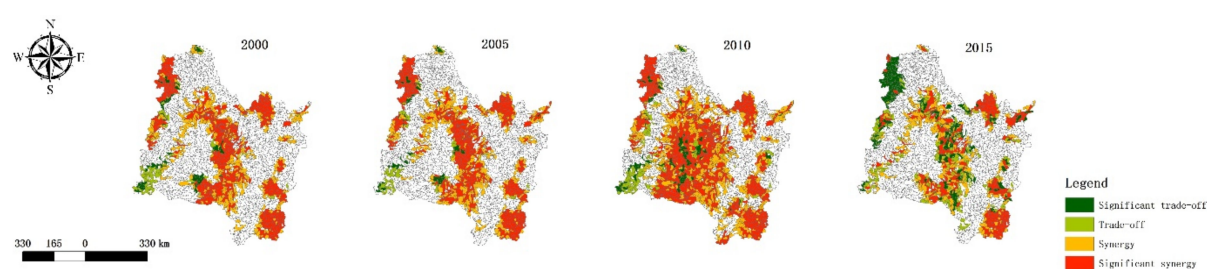 N
W E
S
2000
2005
2010
2015
330 165 0 330 km
Legend
Significant trade-off
Trade-off
Synergy
Significant synergy